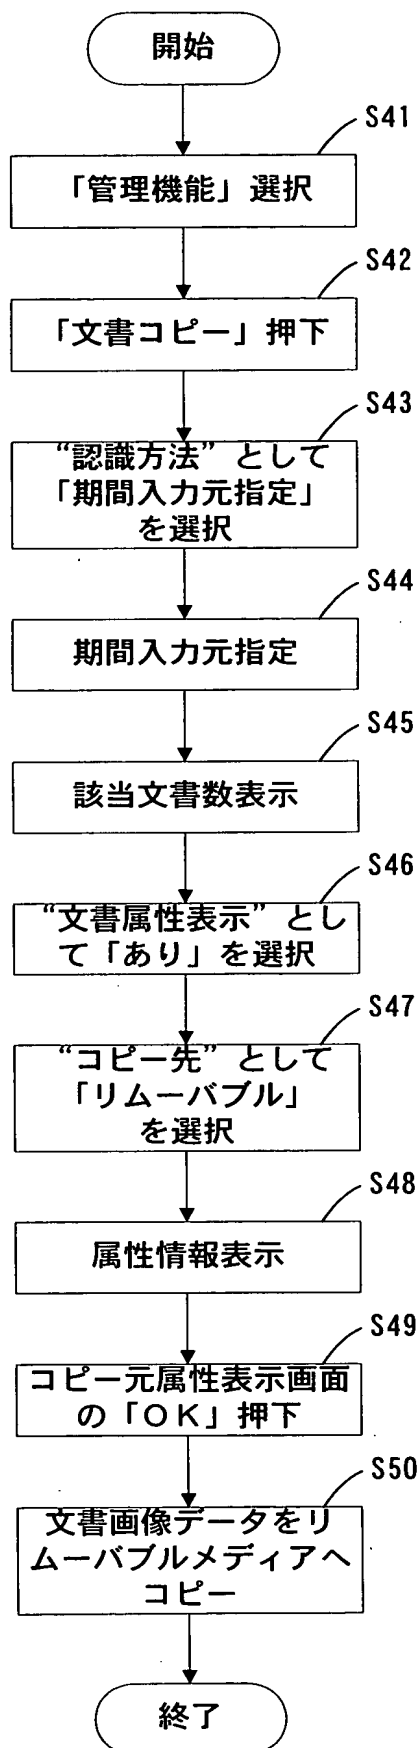 開始
S41
「管理機能」選択
S42
「文書コピー」押下
S43
“認識方法”として
「期間入力元指定」
を選択
S44
期間入力元指定
S45
該当文書数表示
S46
“文書属性表示”とし
て「あり」を選択
S47
“コピー先”として
「リムーバブル」
を選択
S48
属性情報表示
S49
コピー元属性表示画面
の「OK」押下
S50
文書画像データをリ
ムーバブルメディアへ
コピー
終了